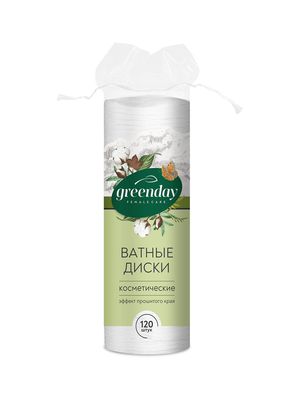 greenday
FEMALE CARE
ВАТНЫЕ
ДИСКИ
косметические
эффект прошитого края
120
штук